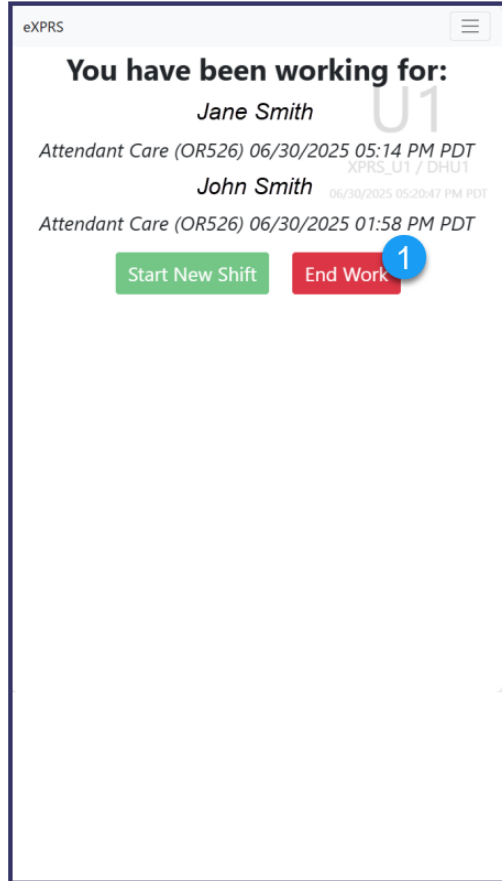 eXPRS
You have been working for:
U1
Jane Smith
Attendant Care (OR526) 06/30/2025 05:14 PM PDT
XPRS_U1 / DHU1
John Smith
06/30/2025 05:20:47 PM PDT
Attendant Care (OR526) 06/30/2025 01:58 PM PDT
Start New Shift
End Work
1